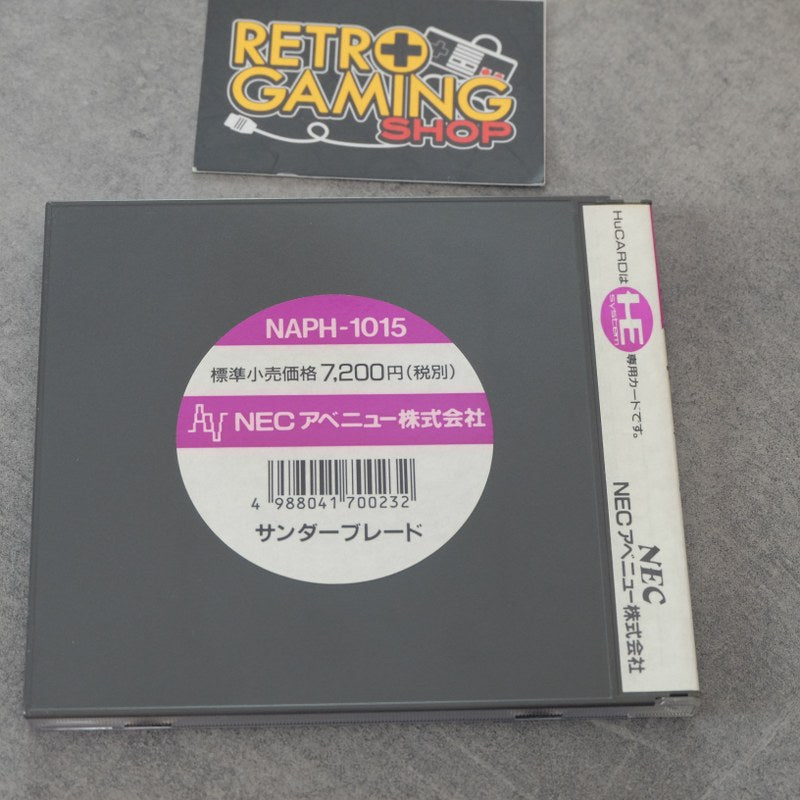 RETRO
GAMING
SHOP
NAPH-1015
標準小売価格7,200円(税別)
NECアベニュー株式会社
4 988041 700232
サンダーブレード
HuCARDは
HE
system
専用カードです。
NEC
NECアベニュー株式会社